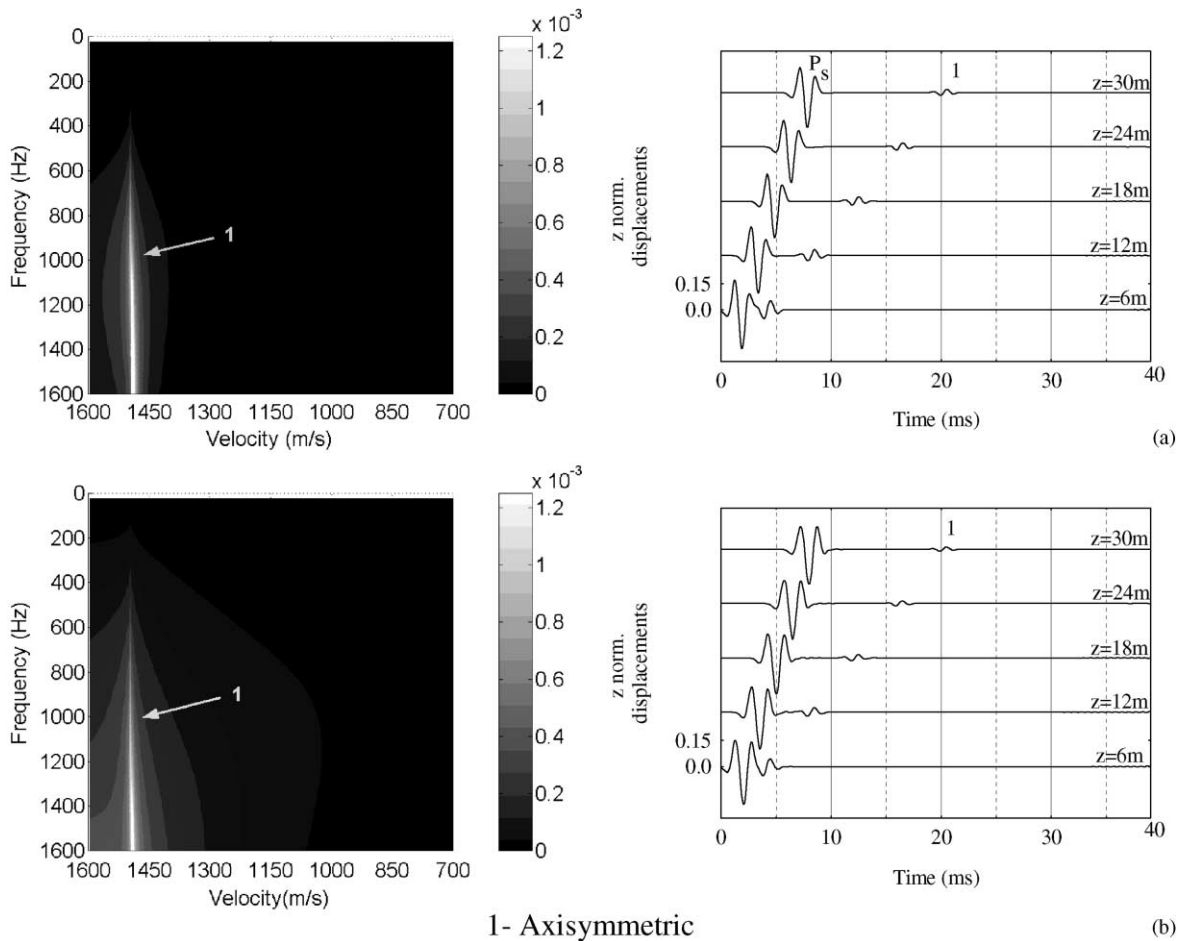 x 10⁻³
0
200
400
600
800
1000
1200
1400
1600
Frequency (Hz)
1
1600 1450 1300 1150 1000 850 700
Velocity (m/s)
1.2
1
0.8
0.6
0.4
0.2
0
Pₛ
1
z=30m
z=24m
z=18m
z=12m
z=6m
z norm.
displacements
0.15
0.0
0 10 20 30 40
Time (ms)
(a)
x 10⁻³
0
200
400
600
800
1000
1200
1400
1600
Frequency (Hz)
1
1600 1450 1300 1150 1000 850 700
Velocity(m/s)
1.2
1
0.8
0.6
0.4
0.2
0
1
z=30m
z=24m
z=18m
z=12m
z=6m
z norm.
displacements
0.15
0.0
0 10 20 30 40
Time (ms)
1- Axisymmetric
(b)